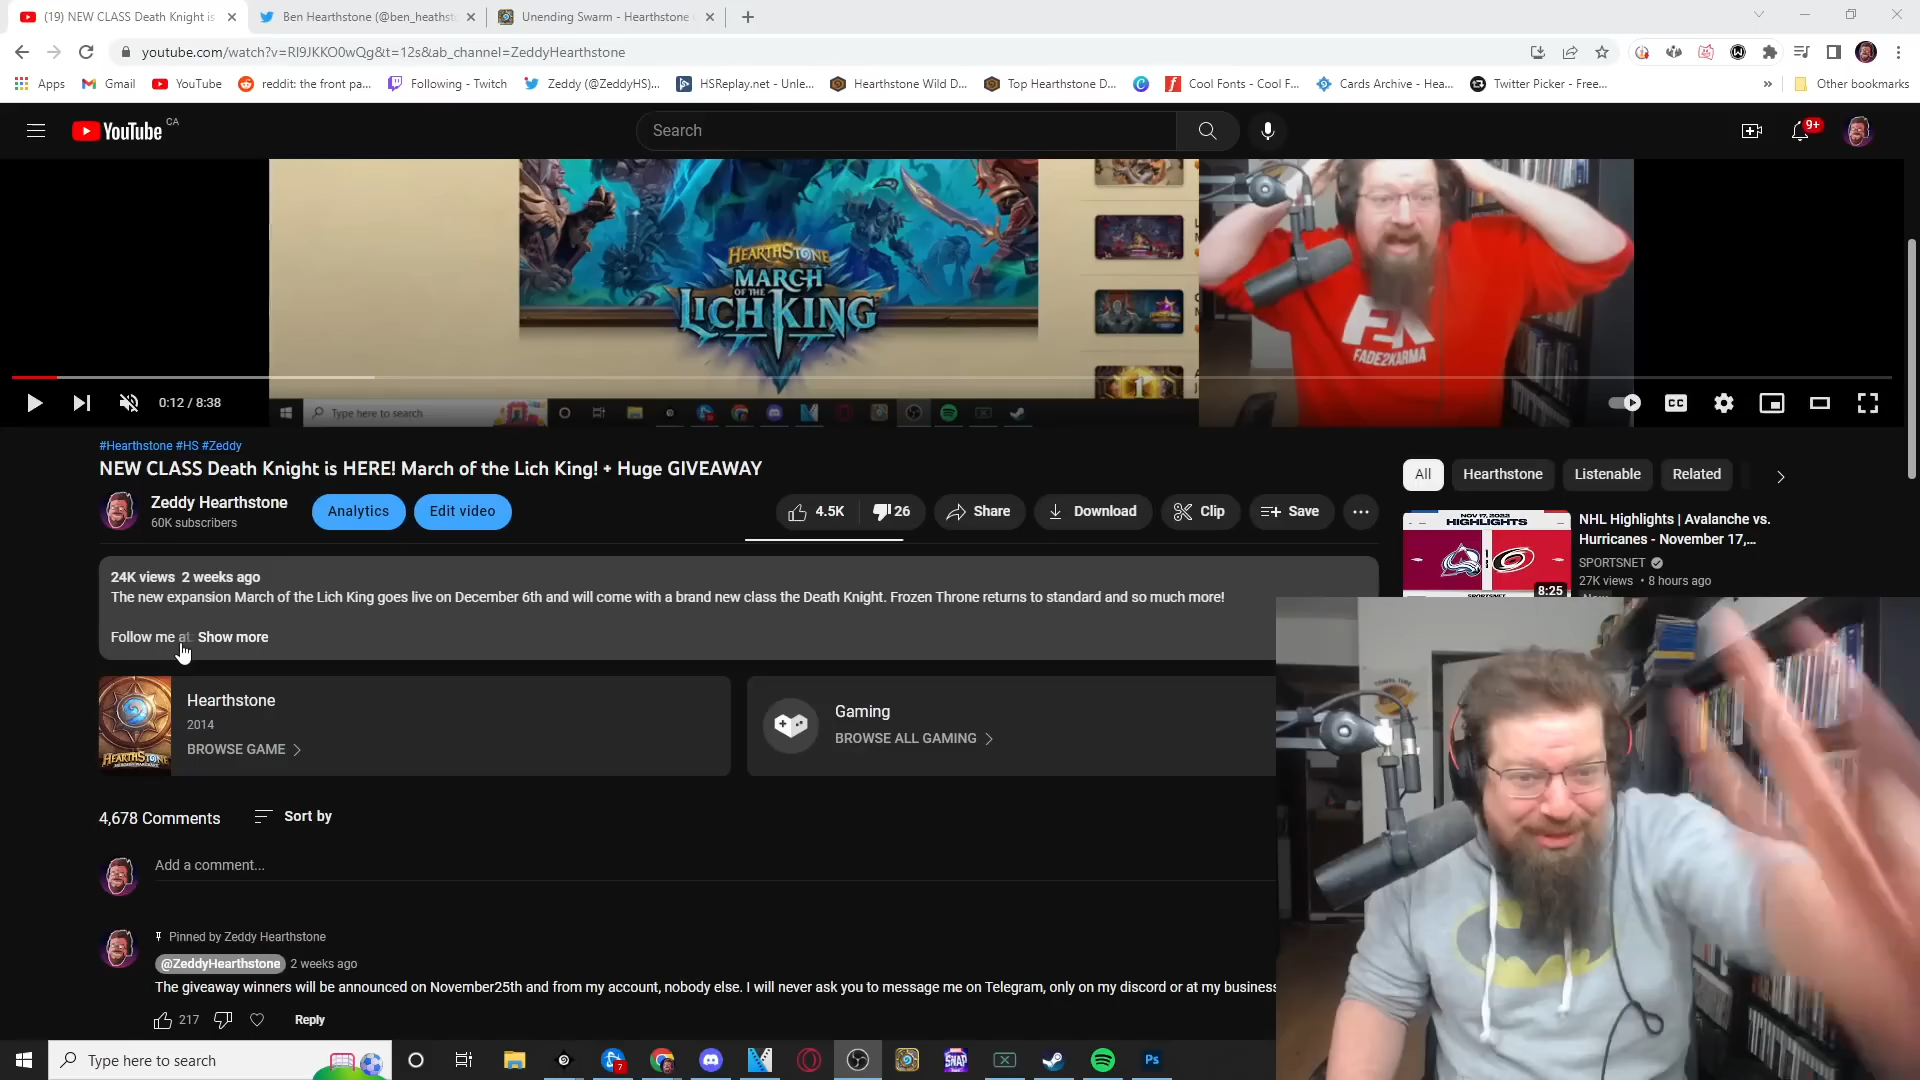 (19) NEW CLASS Death Knight is
Ben Hearthstone (@ben_heathst
Unending Swarm - Hearthstone
youtube.com/watch?v=RI9JKKO0wQg&t=12s&ab_channel=ZeddyHearthstone
Apps
Gmail
YouTube
reddit: the front pa...
Following - Twitch
Zeddy (@ZeddyHS)...
HSReplay.net - Unle...
Hearthstone Wild D...
Top Hearthstone D...
Cool Fonts - Cool F...
Cards Archive - Hea...
Twitter Picker - Free...
Other bookmarks
YouTube CA
Search
9+
HEARTHSTONE
MARCH
OF THE
LICH KING
FADE2KARMA
0:12 / 8:38
CC
Type here to search
#Hearthstone #HS #Zeddy
NEW CLASS Death Knight is HERE! March of the Lich King! + Huge GIVEAWAY
Zeddy Hearthstone
60K subscribers
Analytics
Edit video
4.5K
26
Share
Download
Clip
Save
All
Hearthstone
Listenable
Related
NOV 17, 2022
HIGHLIGHTS
8:25
NHL Highlights | Avalanche vs.
Hurricanes - November 17,...
SPORTSNET
27K views • 8 hours ago
24K views 2 weeks ago
The new expansion March of the Lich King goes live on December 6th and will come with a brand new class the Death Knight. Frozen Throne returns to standard and so much more!
Follow me at Show more
HEARTHSTONE
Hearthstone
2014
BROWSE GAME
Gaming
BROWSE ALL GAMING
4,678 Comments
Sort by
Add a comment...
Pinned by Zeddy Hearthstone
@ZeddyHearthstone 2 weeks ago
The giveaway winners will be announced on November25th and from my account, nobody else. I will never ask you to message me on Telegram, only on my discord or at my business
217
Reply
Type here to search
7
SNAP
Ps